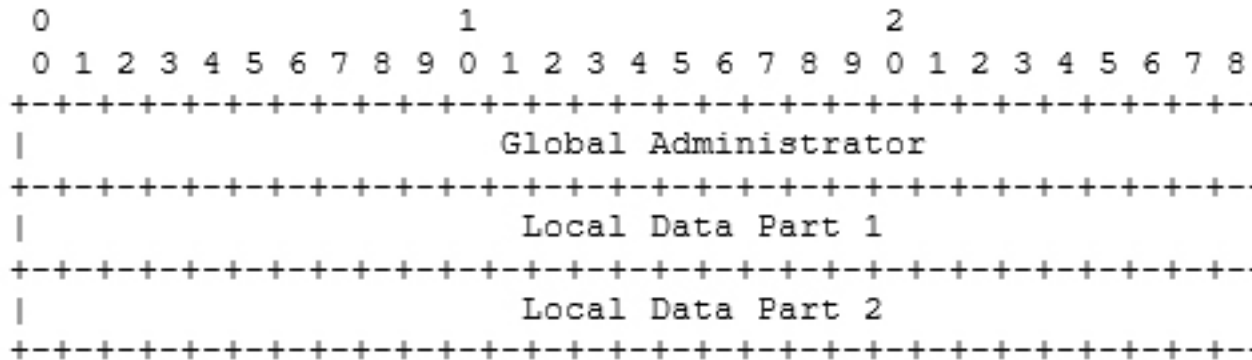 0 1 2
0 1 2 3 4 5 6 7 8 9 0 1 2 3 4 5 6 7 8 9 0 1 2 3 4 5 6 7 8
+-+-+-+-+-+-+-+-+-+-+-+-+-+-+-+-+-+-+-+-+-+-+-+-+-+-+-+-+-
| Global Administrator
+-+-+-+-+-+-+-+-+-+-+-+-+-+-+-+-+-+-+-+-+-+-+-+-+-+-+-+-+-
| Local Data Part 1
+-+-+-+-+-+-+-+-+-+-+-+-+-+-+-+-+-+-+-+-+-+-+-+-+-+-+-+-+-
| Local Data Part 2
+-+-+-+-+-+-+-+-+-+-+-+-+-+-+-+-+-+-+-+-+-+-+-+-+-+-+-+-+-